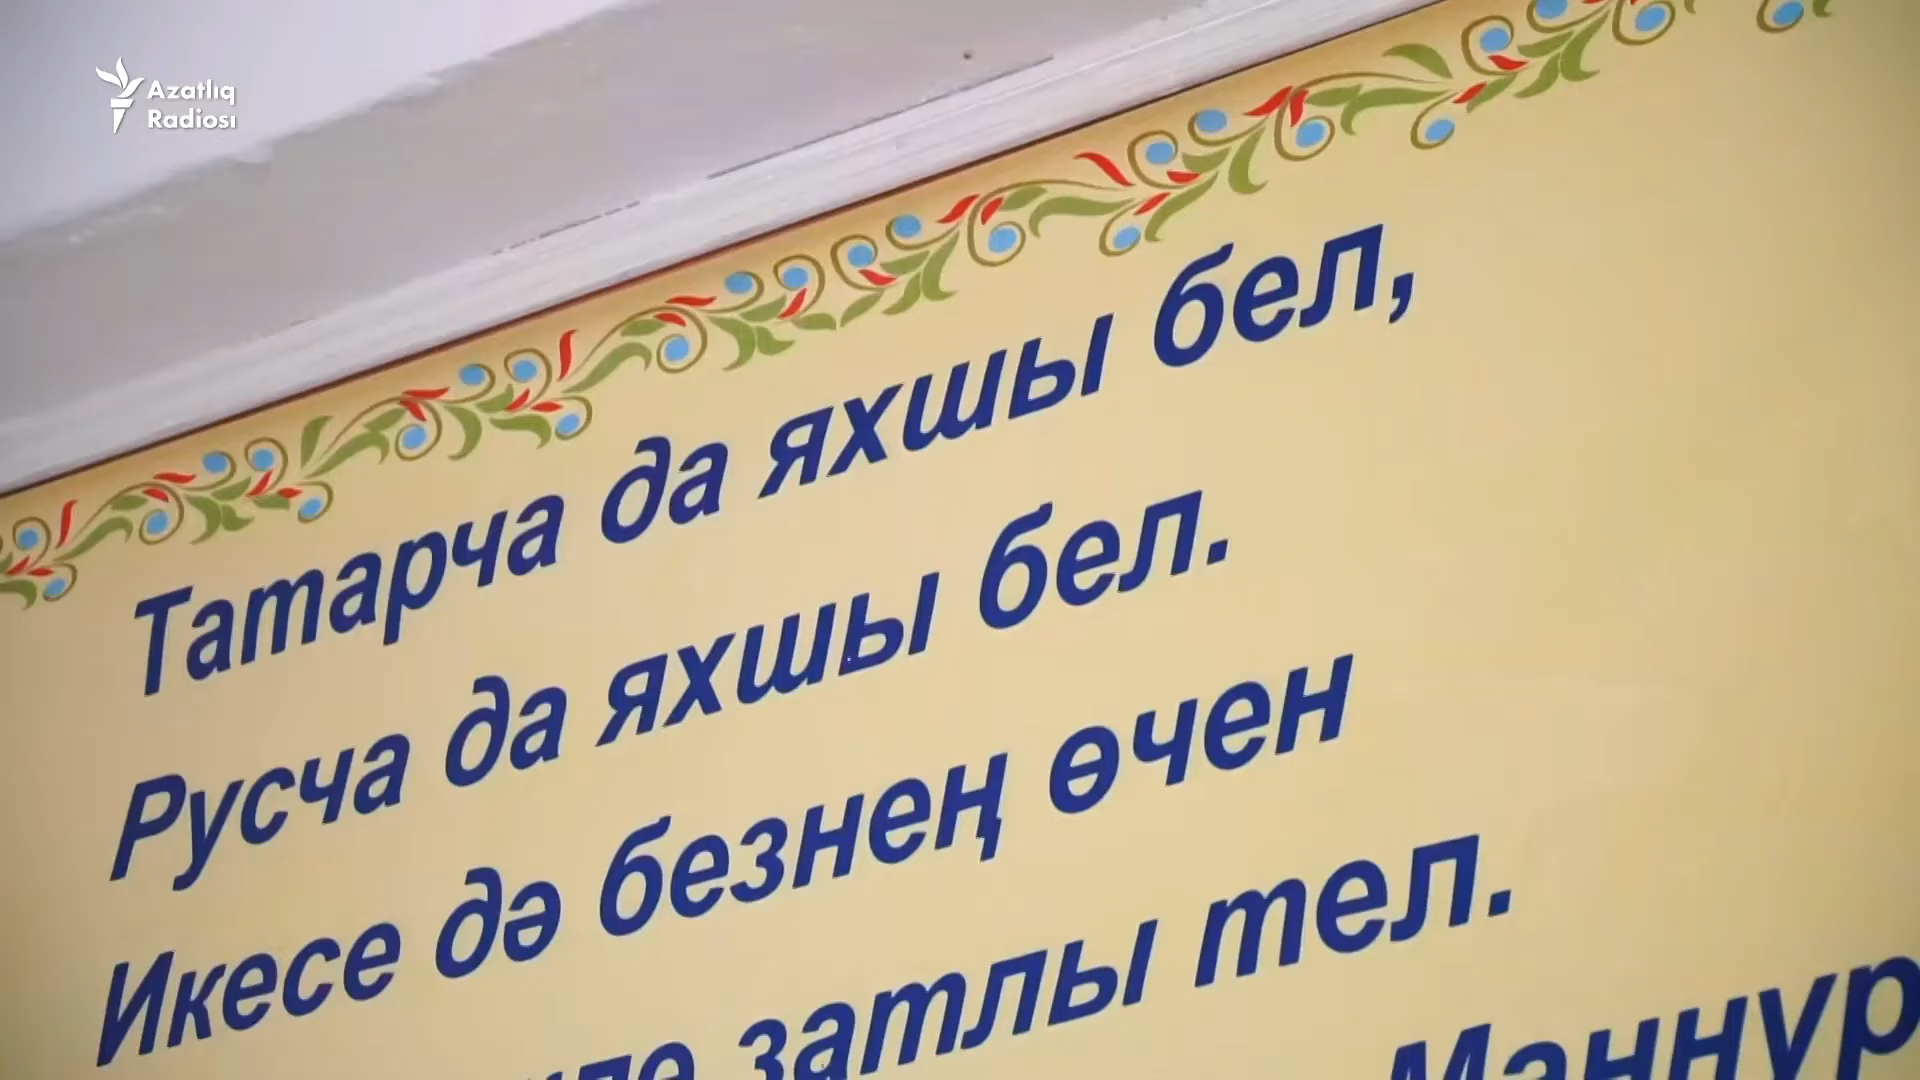 Azatlıq
Radiosı
Татарча да яхшы бел,
Русча да яхшы бел.
Икесе дә безнең өчен
затлы тел.